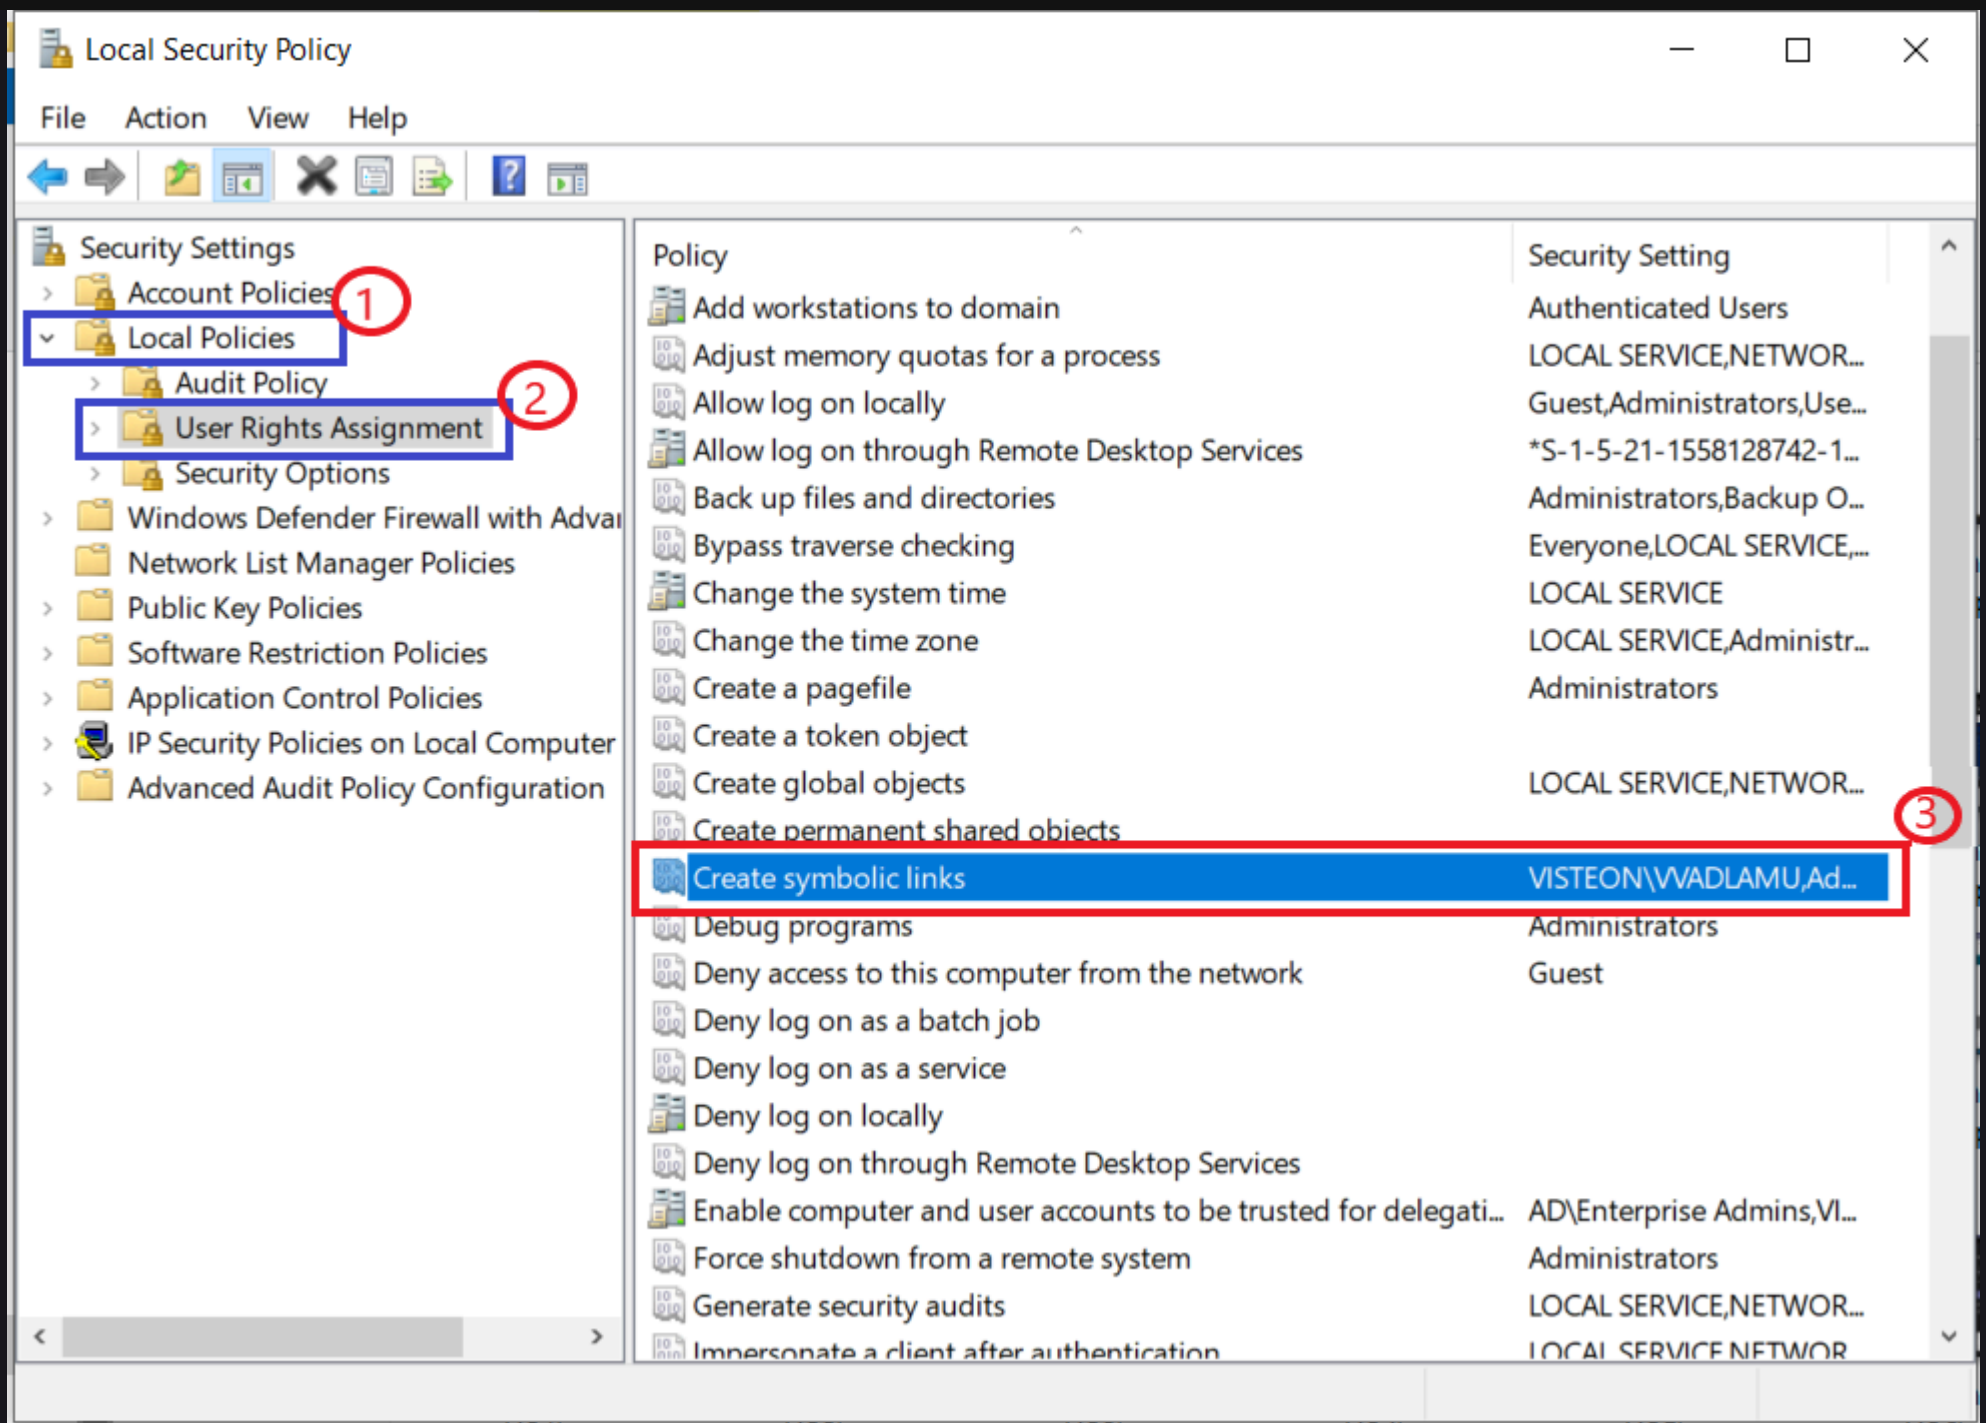 Local Security Policy
File Action View Help
Security Settings
Account Policies
1
Local Policies
Audit Policy
2
User Rights Assignment
Security Options
Windows Defender Firewall with Advan
Network List Manager Policies
Public Key Policies
Software Restriction Policies
Application Control Policies
IP Security Policies on Local Computer
Advanced Audit Policy Configuration
Policy Security Setting
Add workstations to domain Authenticated Users
Adjust memory quotas for a process LOCAL SERVICE,NETWOR...
Allow log on locally Guest,Administrators,Use...
Allow log on through Remote Desktop Services *S-1-5-21-1558128742-1...
Back up files and directories Administrators,Backup O...
Bypass traverse checking Everyone,LOCAL SERVICE,...
Change the system time LOCAL SERVICE
Change the time zone LOCAL SERVICE,Administr...
Create a pagefile Administrators
Create a token object
Create global objects LOCAL SERVICE,NETWOR...
3
Create permanent shared objects
Create symbolic links VISTEON\VVADLAMU,Ad...
Debug programs Administrators
Deny access to this computer from the network Guest
Deny log on as a batch job
Deny log on as a service
Deny log on locally
Deny log on through Remote Desktop Services
Enable computer and user accounts to be trusted for delegati... AD\Enterprise Admins,VI...
Force shutdown from a remote system Administrators
Generate security audits LOCAL SERVICE,NETWOR...
Impersonate a client after authentication LOCAL SERVICE,NETWOR